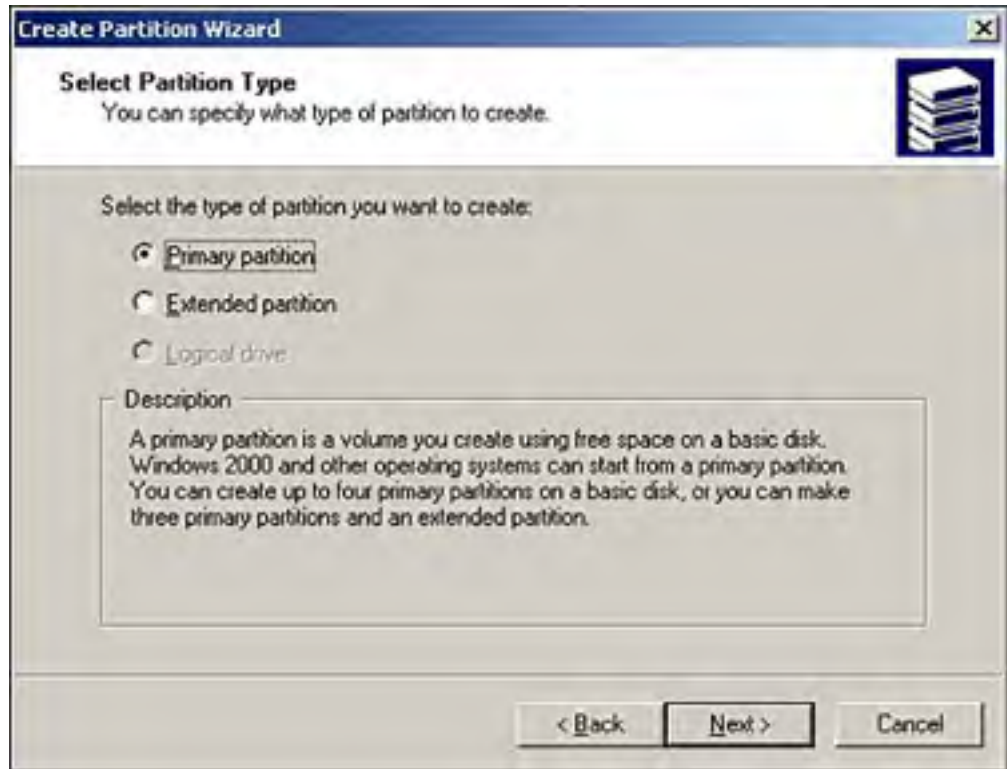 Create Partition Wizard
Select Partition Type
You can specify what type of partition to create.
Select the type of partition you want to create:
Primary partition
Extended partition
Logical drive
Description
A primary partition is a volume you create using free space on a basic disk.
Windows 2000 and other operating systems can start from a primary partition.
You can create up to four primary partitions on a basic disk, or you can make
three primary partitions and an extended partition.
< Back Next > Cancel